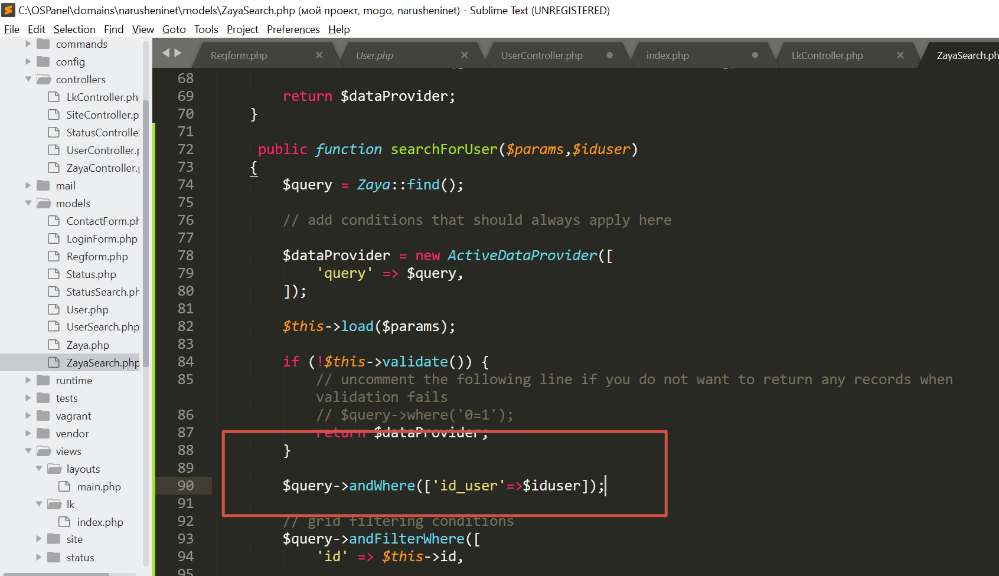 C:\OSPanel\domains\narusheninet\models\ZayaSearch.php (мой проект, mogo, narusheninet) - Sublime Text (UNREGISTERED)
File Edit Selection Find View Goto Tools Project Preferences Help
commands
config
controllers
LkController.ph
SiteController.p
StatusController
UserController.p
ZayaController.p
mail
models
ContactForm.ph
LoginForm.php
Regform.php
Status.php
StatusSearch.ph
User.php
UserSearch.php
Zaya.php
ZayaSearch.php
runtime
tests
vagrant
vendor
views
layouts
main.php
lk
index.php
site
status
Regform.php User.php UserController.php index.php LkController.php ZayaSearch.ph
68
69 return $dataProvider;
70 }
71
72 public function searchForUser($params,$iduser)
73 {
74 $query = Zaya::find();
75
76 // add conditions that should always apply here
77
78 $dataProvider = new ActiveDataProvider([
79 'query' => $query,
80 ]);
81
82 $this->load($params);
83
84 if (!$this->validate()) {
85 // uncomment the following line if you do not want to return any records when
validation fails
86 // $query->where('0=1');
87 return $dataProvider;
88 }
89
90 $query->andWhere(['id_user'=>$iduser]);
91
92 // grid filtering conditions
93 $query->andFilterWhere([
94 'id' => $this->id,
95